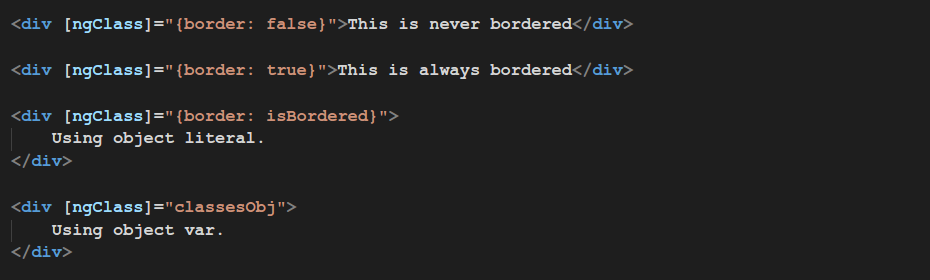 <div [ngClass]="{border: false}">This is never bordered</div>
<div [ngClass]="{border: true}">This is always bordered</div>
<div [ngClass]="{border: isBordered}">
Using object literal.
</div>
<div [ngClass]="classesObj">
Using object var.
</div>